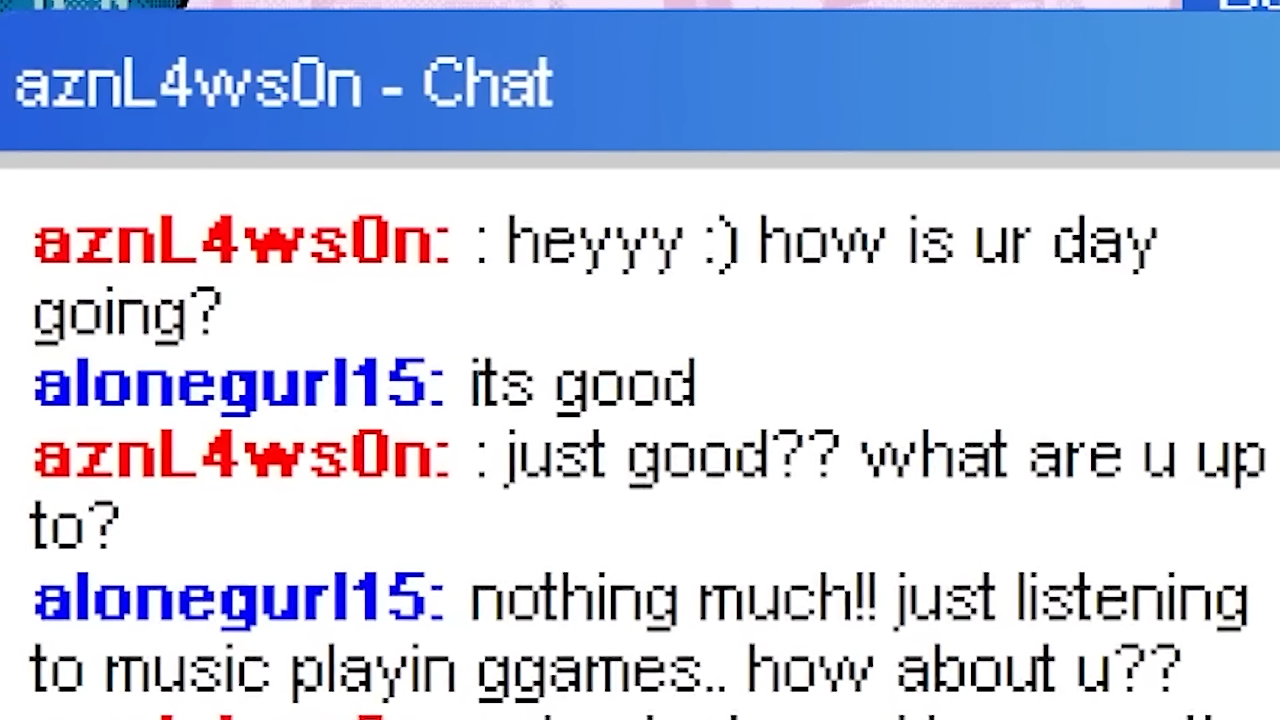 aznL4ws0n - Chat
aznL4ws0n: : heyyy :) how is ur day
going?
alonegurl15: its good
aznL4ws0n: : just good?? what are u up
to?
alonegurl15: nothing much!! just listening
to music playin ggames.. how about u??